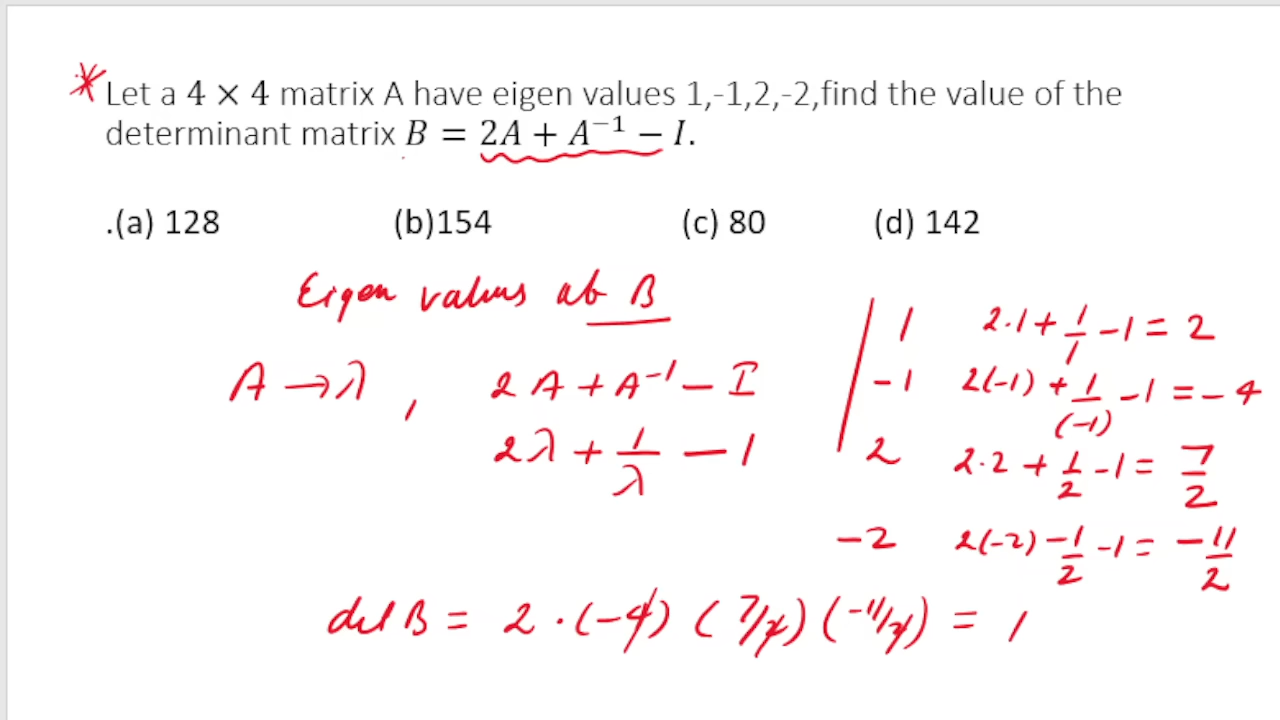 *Let a 4 × 4 matrix A have eigen values 1,-1,2,-2,find the value of the
determinant matrix B = 2A + A⁻¹ − I.
.(a) 128 (b)154 (c) 80 (d) 142
Eigen values of B
A → λ , 2A + A⁻¹ − I
2λ + 1/λ − 1
1 2·1 + 1/1 − 1 = 2
-1 2(-1) + 1/(-1) − 1 = −4
2 2·2 + 1/2 − 1 = 7/2
-2 2(-2) − 1/2 − 1 = −11/2
det B = 2·(−4) (7/2) (−11/2) = 1